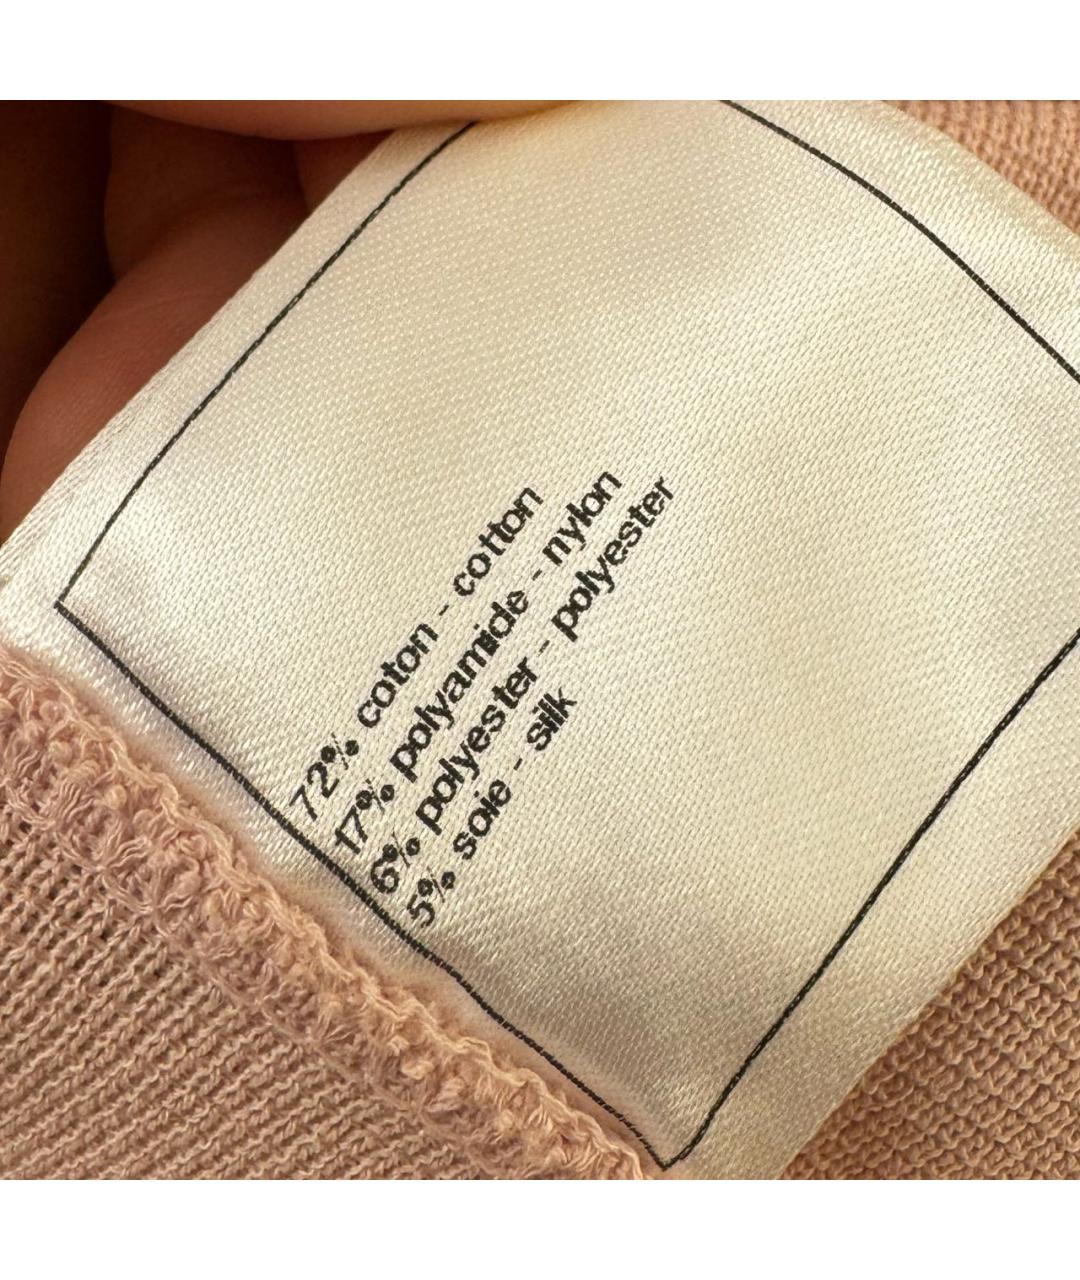 72% coton - cotton
17% polyamide - nylon
6% polyester - polyester
5% soie - silk